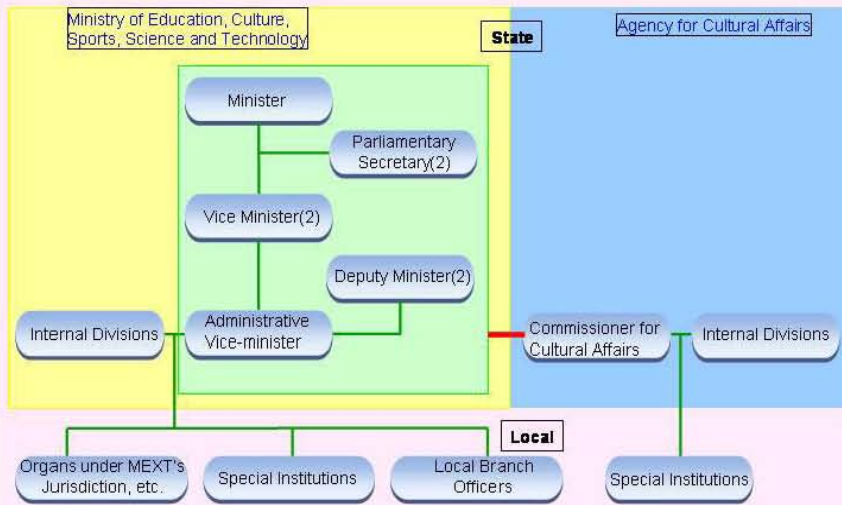 Ministry of Education, Culture,
Sports, Science and Technology
State
Agency for Cultural Affairs
Minister
Parliamentary
Secretary(2)
Vice Minister(2)
Deputy Minister(2)
Internal Divisions
Administrative
Vice-minister
Commissioner for
Cultural Affairs
Internal Divisions
Local
Organs under MEXT's
Jurisdiction, etc.
Special Institutions
Local Branch
Officers
Special Institutions